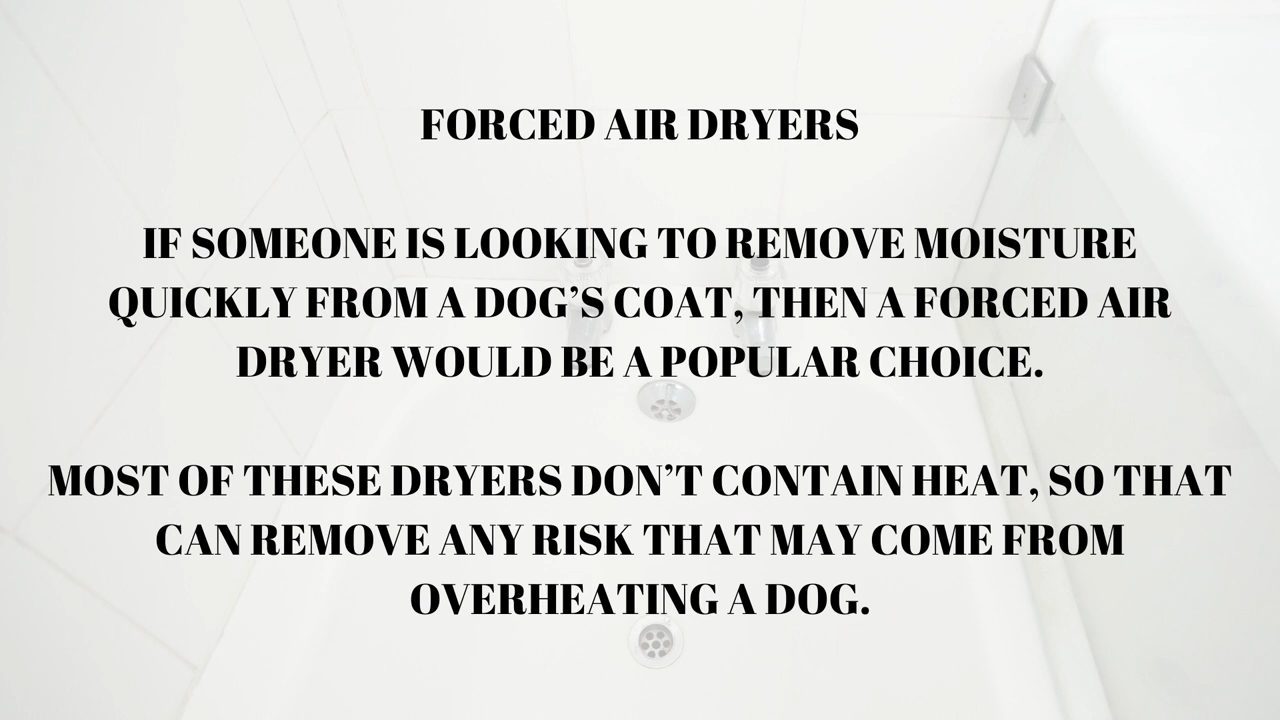 FORCED AIR DRYERS
IF SOMEONE IS LOOKING TO REMOVE MOISTURE
QUICKLY FROM A DOG’S COAT, THEN A FORCED AIR
DRYER WOULD BE A POPULAR CHOICE.
MOST OF THESE DRYERS DON’T CONTAIN HEAT, SO THAT
CAN REMOVE ANY RISK THAT MAY COME FROM
OVERHEATING A DOG.